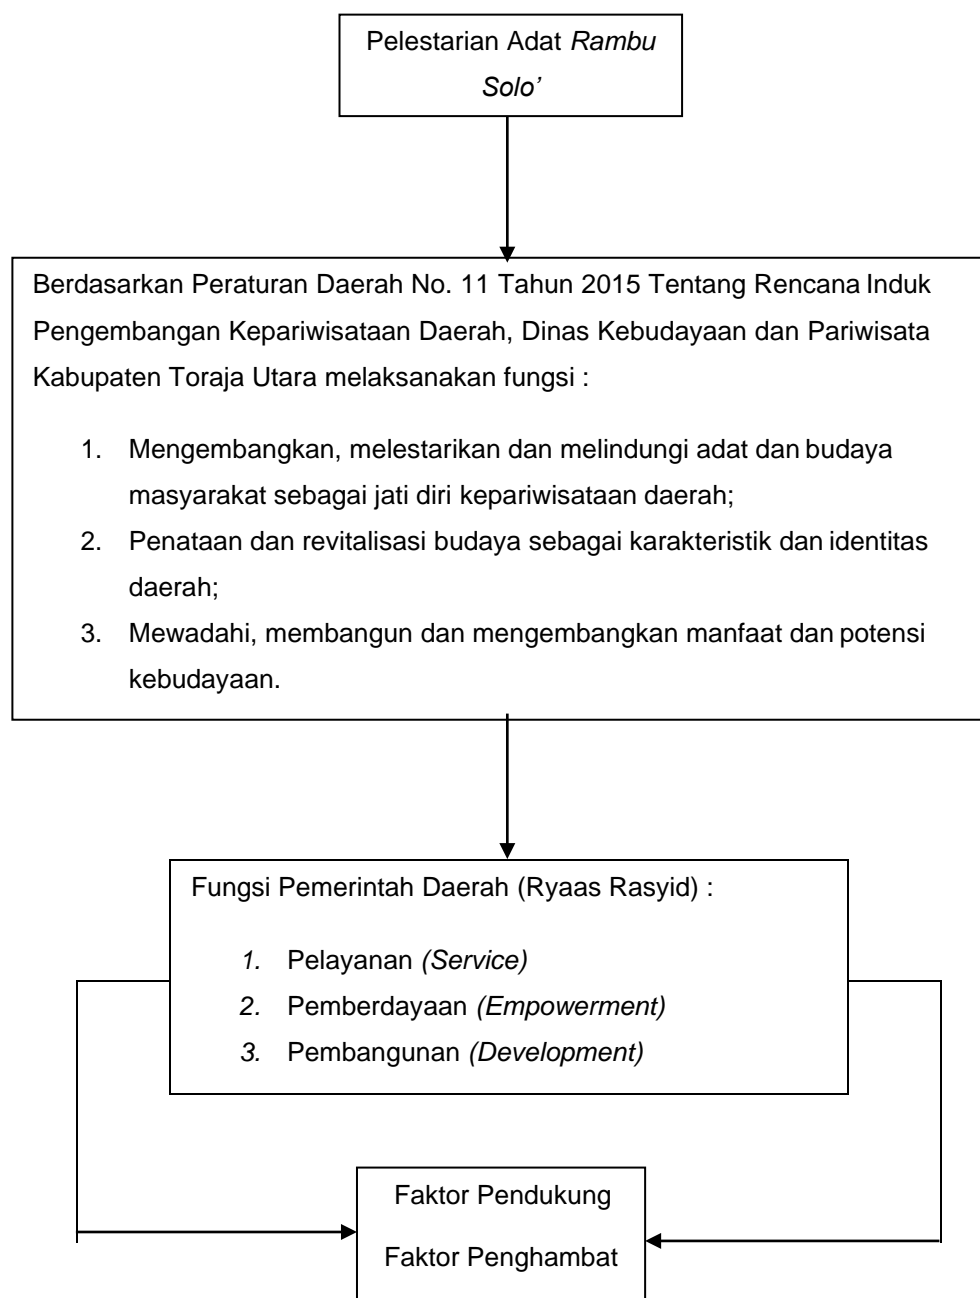 Pelestarian Adat Rambu
Solo’
Berdasarkan Peraturan Daerah No. 11 Tahun 2015 Tentang Rencana Induk
Pengembangan Kepariwisataan Daerah, Dinas Kebudayaan dan Pariwisata
Kabupaten Toraja Utara melaksanakan fungsi :
1. Mengembangkan, melestarikan dan melindungi adat dan budaya
masyarakat sebagai jati diri kepariwisataan daerah;
2. Penataan dan revitalisasi budaya sebagai karakteristik dan identitas
daerah;
3. Mewadahi, membangun dan mengembangkan manfaat dan potensi
kebudayaan.
Fungsi Pemerintah Daerah (Ryaas Rasyid) :
1. Pelayanan (Service)
2. Pemberdayaan (Empowerment)
3. Pembangunan (Development)
Faktor Pendukung
Faktor Penghambat